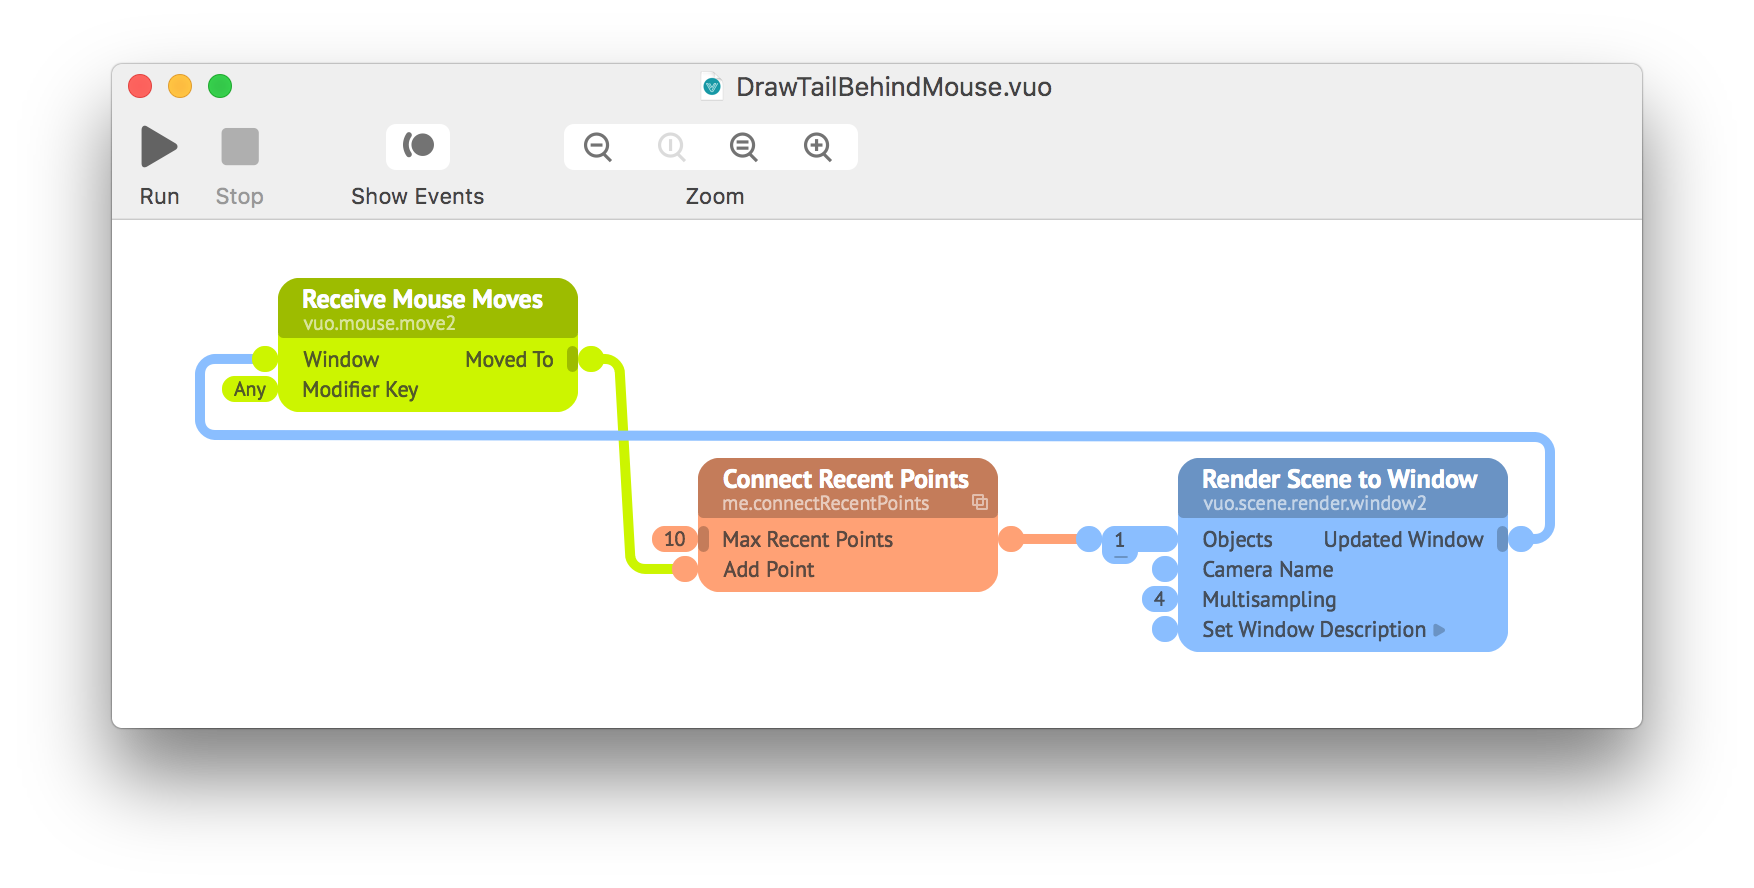 DrawTailBehindMouse.vuo
Run
Stop
Show Events
Zoom
Receive Mouse Moves
vuo.mouse.move2
Window
Moved To
Any
Modifier Key
Connect Recent Points
me.connectRecentPoints
10
Max Recent Points
Add Point
Render Scene to Window
vuo.scene.render.window2
1
Objects
Updated Window
Camera Name
4
Multisampling
Set Window Description